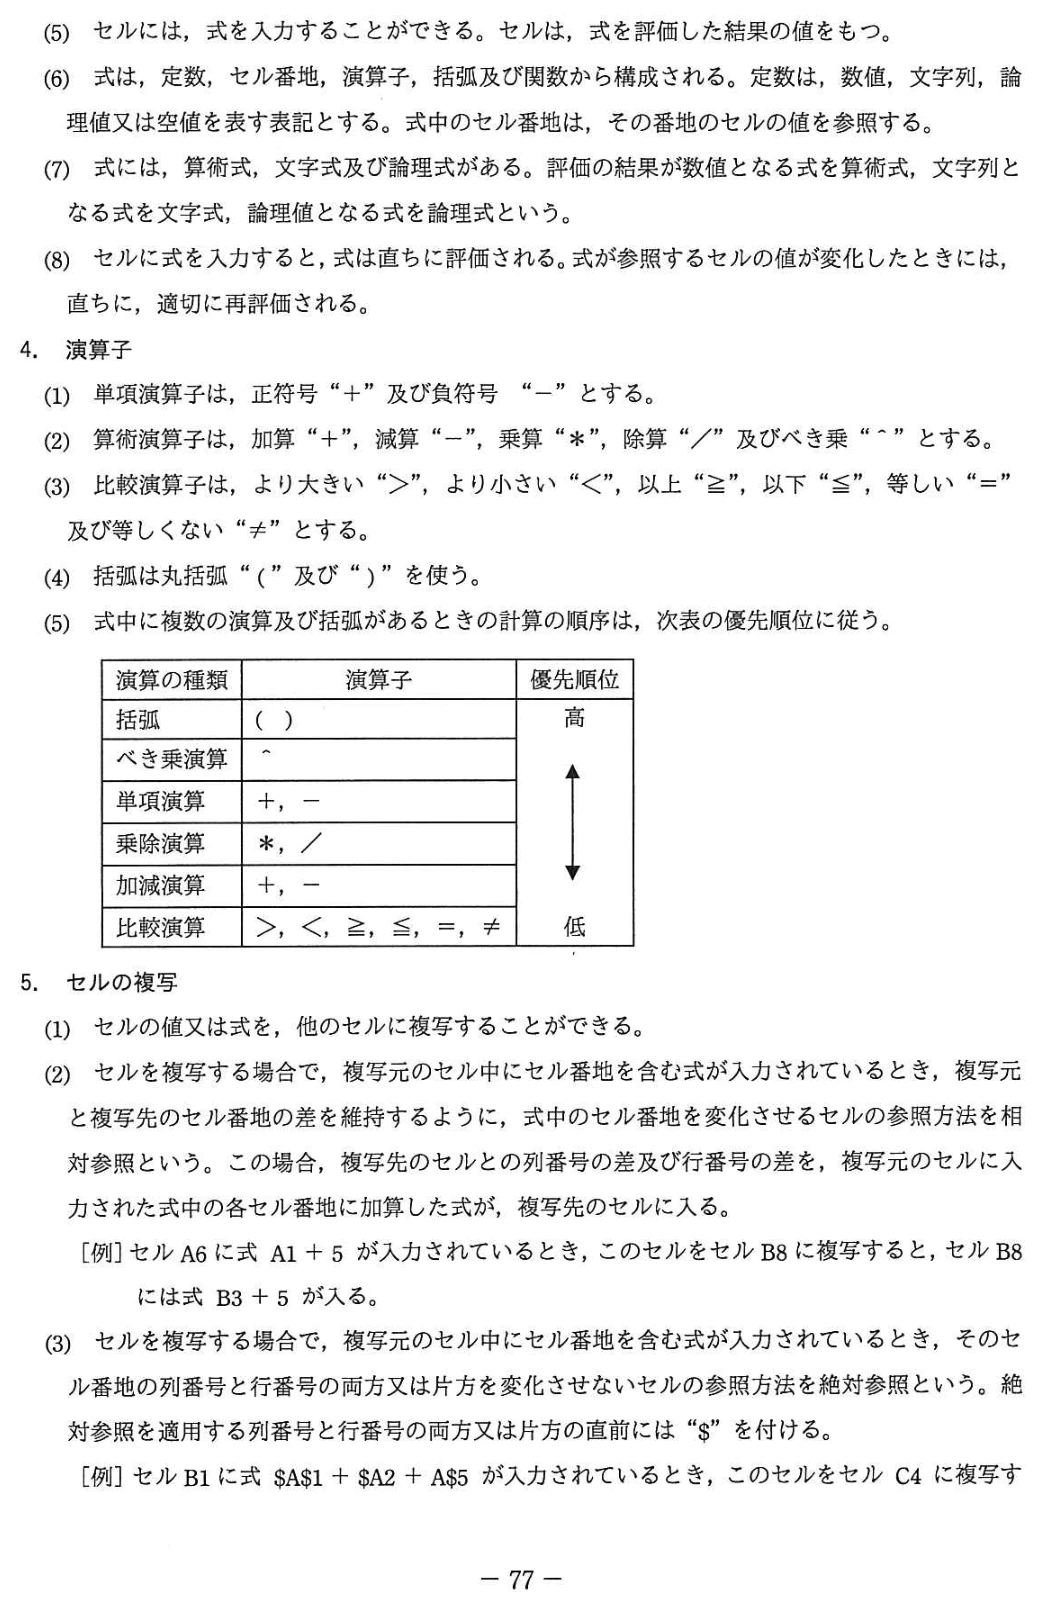 (5) セルには，式を入力することができる。セルは，式を評価した結果の値をもつ。
(6) 式は，定数，セル番地，演算子，括弧及び関数から構成される。定数は，数値，文字列，論
理値又は空値を表す表記とする。式中のセル番地は，その番地のセルの値を参照する。
(7) 式には，算術式，文字式及び論理式がある。評価の結果が数値となる式を算術式，文字列と
なる式を文字式，論理値となる式を論理式という。
(8) セルに式を入力すると，式は直ちに評価される。式が参照するセルの値が変化したときには，
直ちに，適切に再評価される。
4. 演算子
(1) 単項演算子は，正符号 “＋” 及び負符号 “－” とする。
(2) 算術演算子は，加算 “＋”，減算 “－”，乗算 “＊”，除算 “／” 及びべき乗 “＾” とする。
(3) 比較演算子は，より大きい “＞”，より小さい “＜”，以上 “≧”，以下 “≦”，等しい “＝”
及び等しくない “≠” とする。
(4) 括弧は丸括弧 “(” 及び “)” を使う。
(5) 式中に複数の演算及び括弧があるときの計算の順序は，次表の優先順位に従う。
演算の種類 演算子 優先順位
括弧 ( ) 高
べき乗演算 ＾
単項演算 ＋，－
乗除演算 ＊，／
加減演算 ＋，－
比較演算 ＞，＜，≧，≦，＝，≠ 低
5. セルの複写
(1) セルの値又は式を，他のセルに複写することができる。
(2) セルを複写する場合で，複写元のセル中にセル番地を含む式が入力されているとき，複写元
と複写先のセル番地の差を維持するように，式中のセル番地を変化させるセルの参照方法を相
対参照という。この場合，複写先のセルとの列番号の差及び行番号の差を，複写元のセルに入
力された式中の各セル番地に加算した式が，複写先のセルに入る。
［例］セル A6 に式 A1 + 5 が入力されているとき，このセルをセル B8 に複写すると，セル B8
には式 B3 + 5 が入る。
(3) セルを複写する場合で，複写元のセル中にセル番地を含む式が入力されているとき，そのセ
ル番地の列番号と行番号の両方又は片方を変化させないセルの参照方法を絶対参照という。絶
対参照を適用する列番号と行番号の両方又は片方の直前には “$” を付ける。
［例］セル B1 に式 $A$1 + $A2 + A$5 が入力されているとき，このセルをセル C4 に複写す
－ 77 －